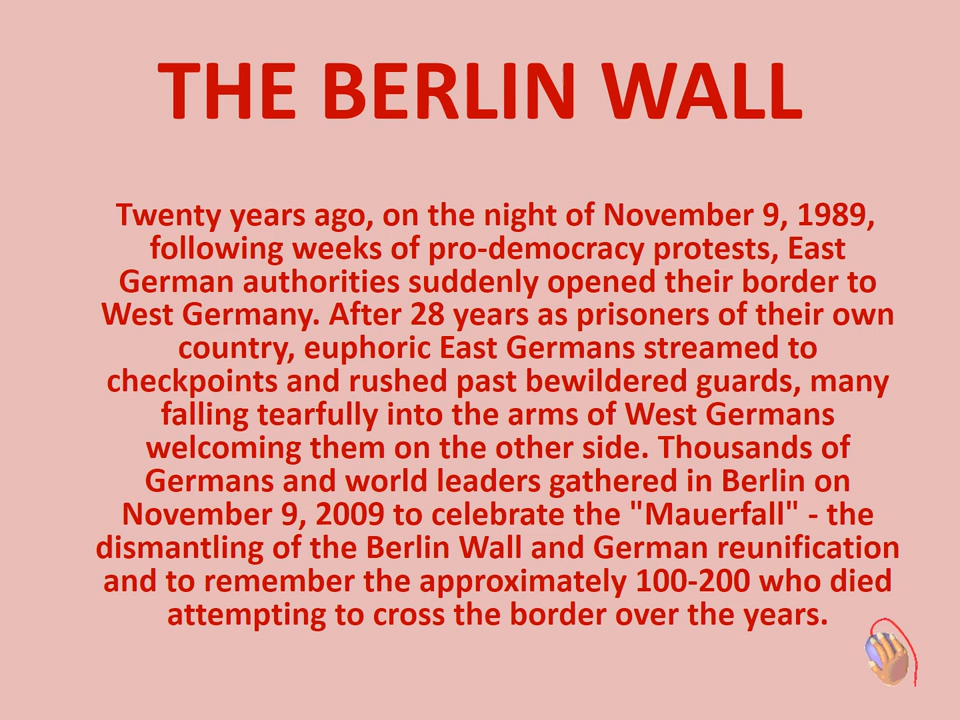 THE BERLIN WALL
Twenty years ago, on the night of November 9, 1989,
following weeks of pro-democracy protests, East
German authorities suddenly opened their border to
West Germany. After 28 years as prisoners of their own
country, euphoric East Germans streamed to
checkpoints and rushed past bewildered guards, many
falling tearfully into the arms of West Germans
welcoming them on the other side. Thousands of
Germans and world leaders gathered in Berlin on
November 9, 2009 to celebrate the "Mauerfall" - the
dismantling of the Berlin Wall and German reunification
and to remember the approximately 100-200 who died
attempting to cross the border over the years.